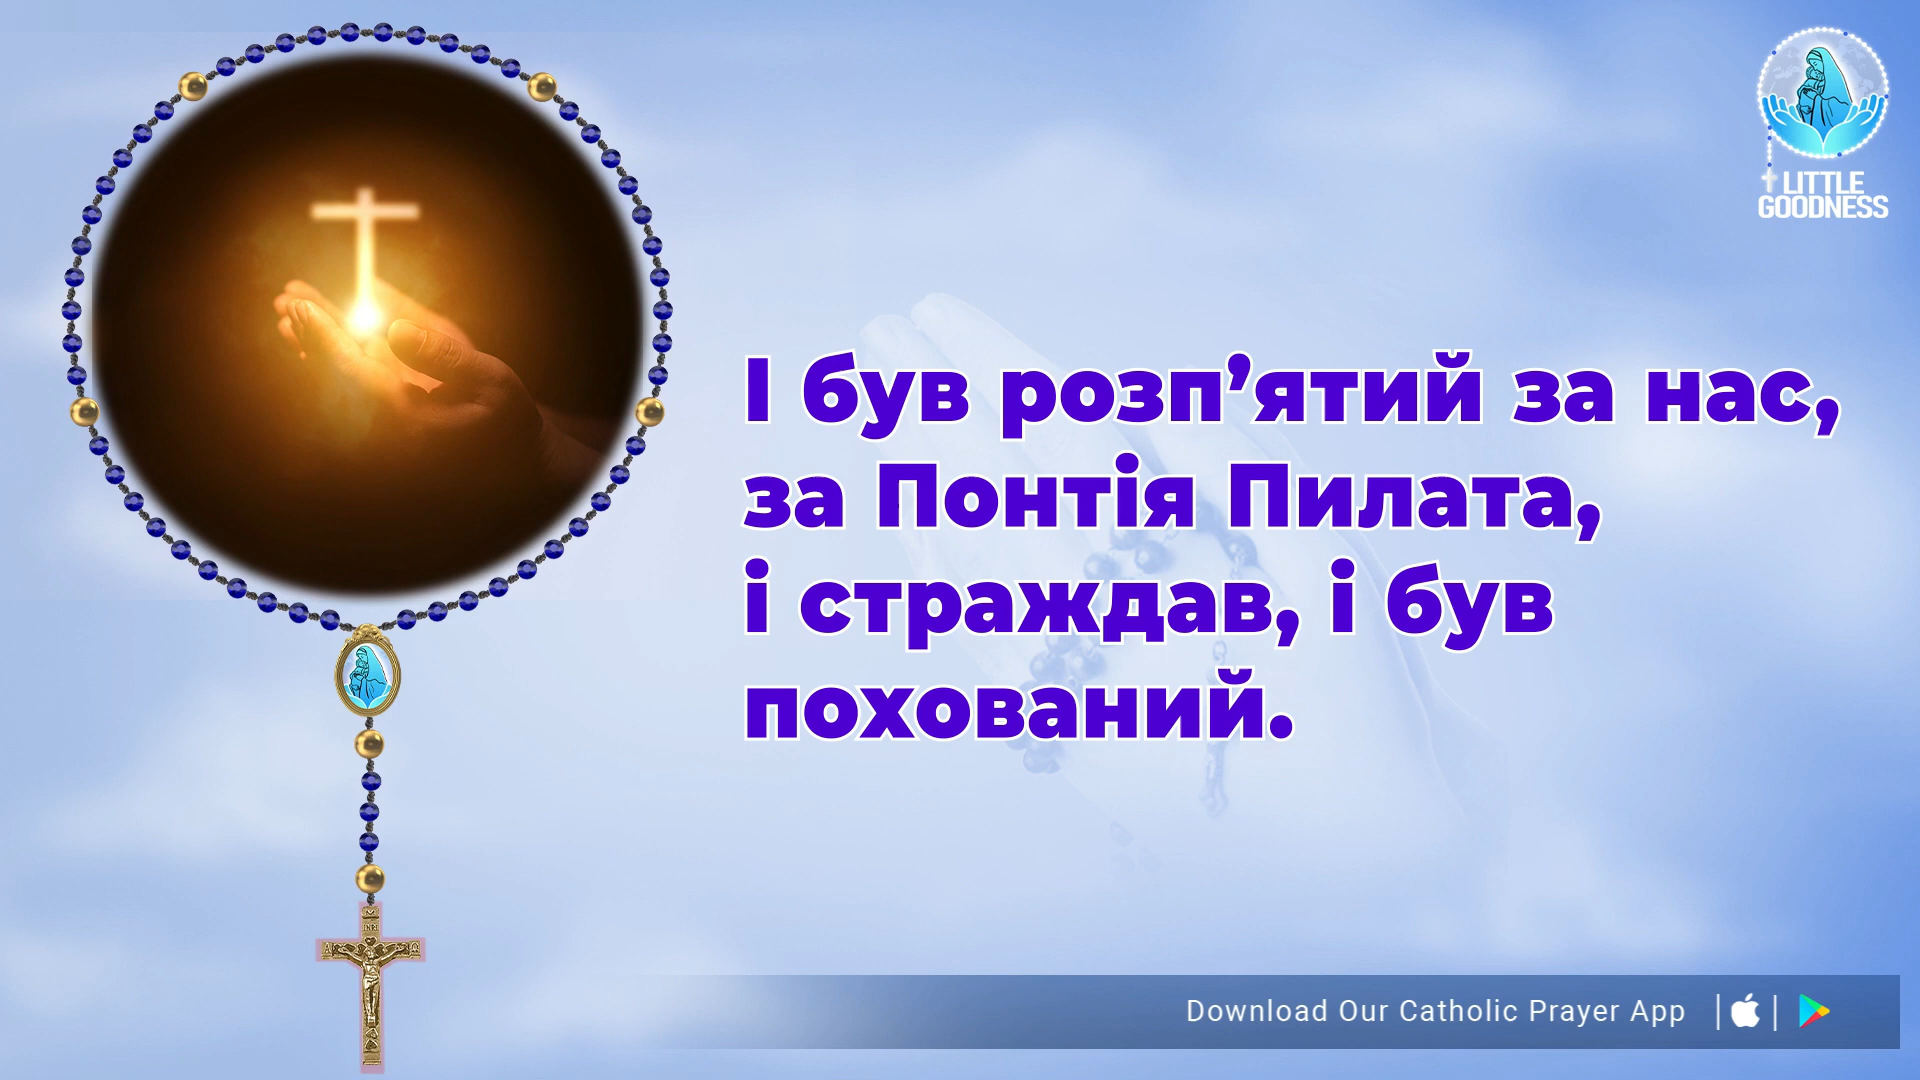 LITTLE
GOODNESS
І був розп’ятий за нас,
за Понтія Пилата,
і страждав, і був
похований.
INRI
Download Our Catholic Prayer App